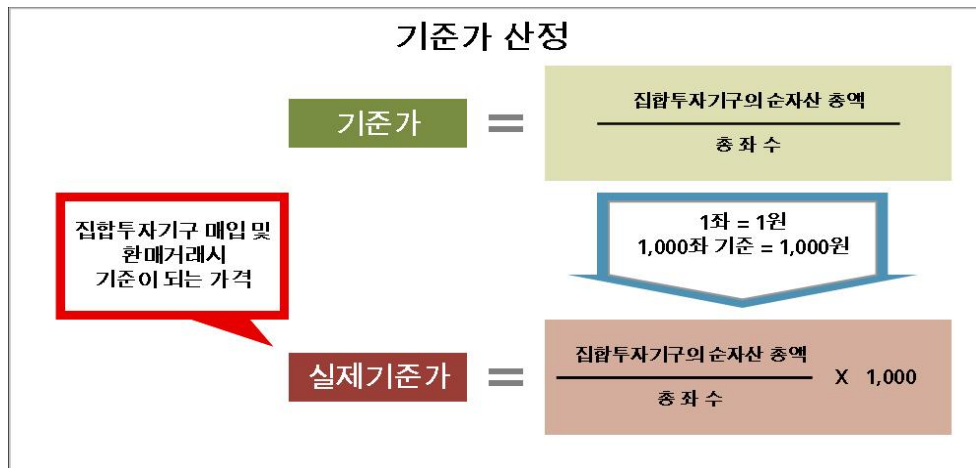 기준가 산정
기준가 = 집합투자기구의 순자산 총액
총 좌 수
집합투자기구 매입 및
환매거래시
기준이 되는 가격
1좌 = 1원
1,000좌 기준 = 1,000원
실제기준가 = 집합투자기구의 순자산 총액
총 좌 수
X 1,000